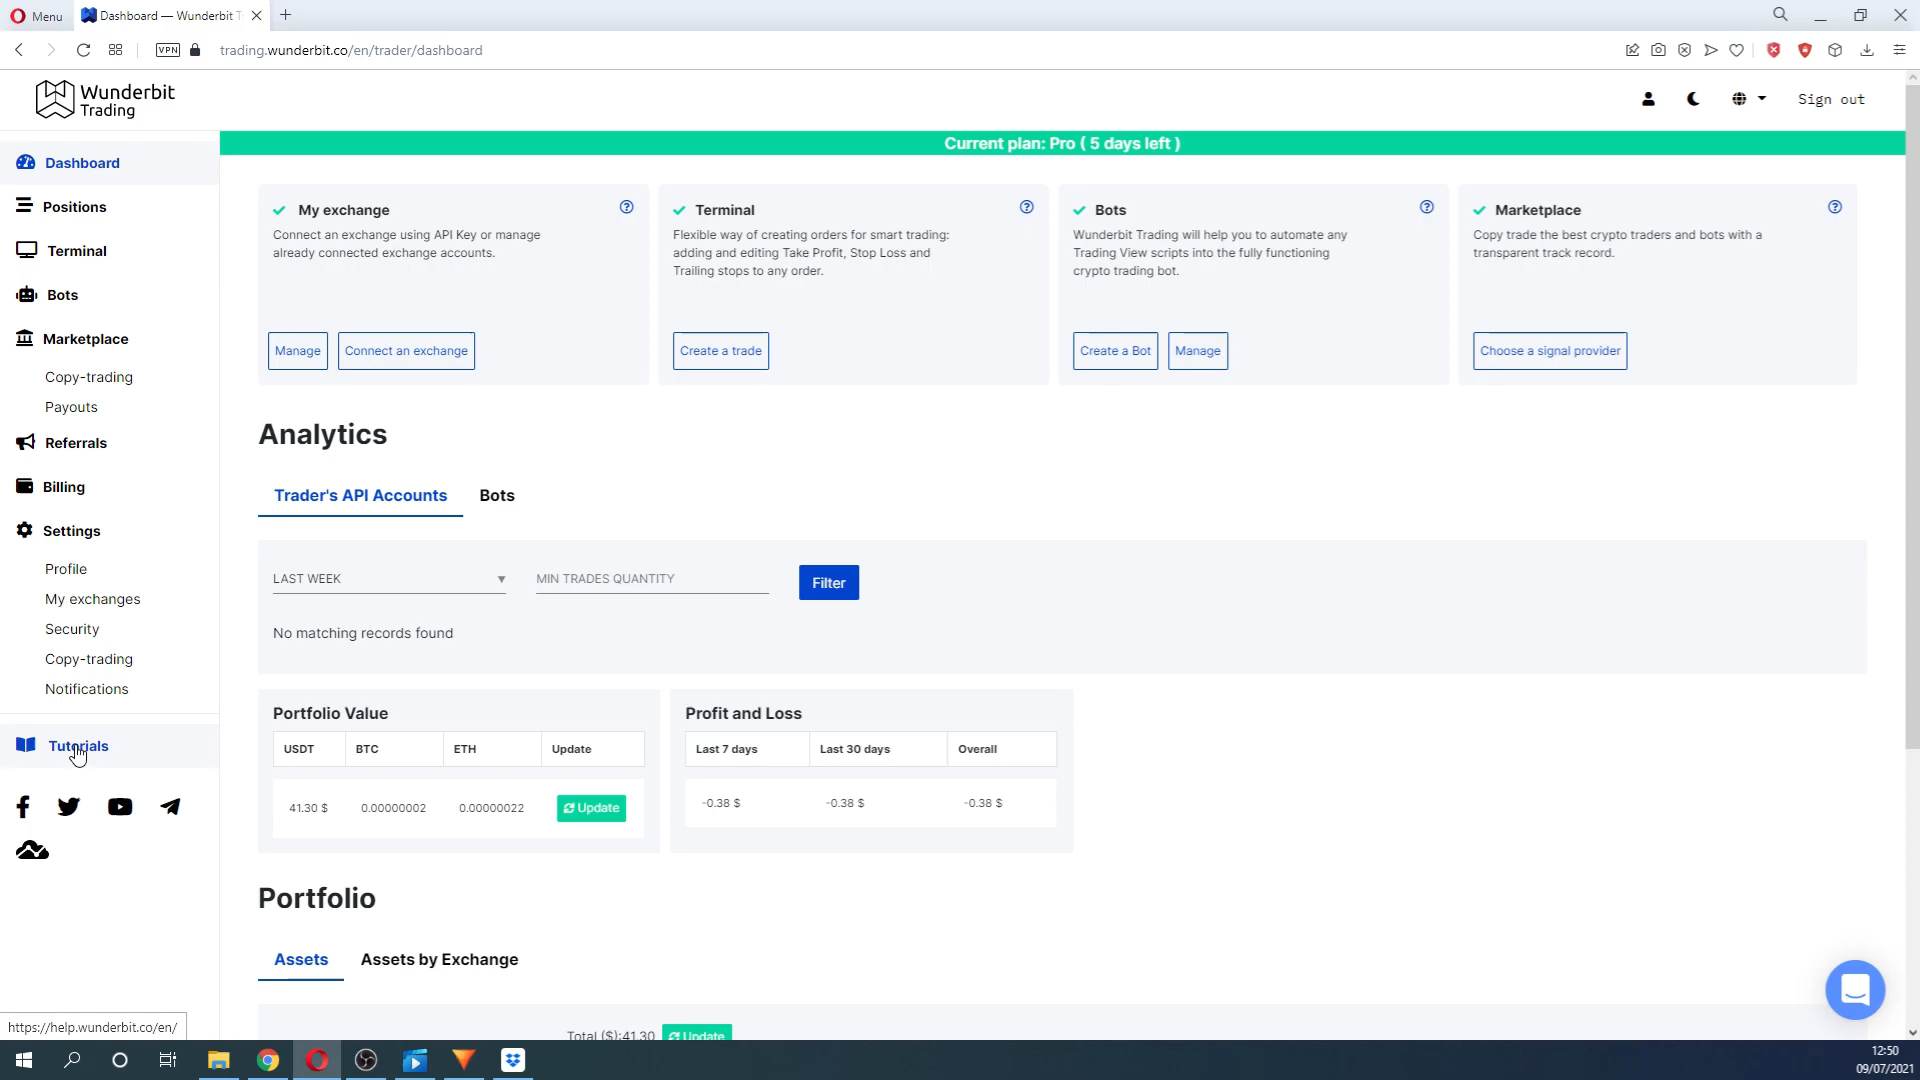 Menu
Dashboard — Wunderbit T
VPN
trading.wunderbit.co/en/trader/dashboard
Wunderbit
Trading
Sign out
Current plan: Pro ( 5 days left )
Dashboard
Positions
Terminal
Bots
Marketplace
Copy-trading
Payouts
Referrals
Billing
Settings
Profile
My exchanges
Security
Copy-trading
Notifications
Tutorials
My exchange
Connect an exchange using API Key or manage
already connected exchange accounts.
Manage
Connect an exchange
Terminal
Flexible way of creating orders for smart trading:
adding and editing Take Profit, Stop Loss and
Trailing stops to any order.
Create a trade
Bots
Wunderbit Trading will help you to automate any
Trading View scripts into the fully functioning
crypto trading bot.
Create a Bot
Manage
Marketplace
Copy trade the best crypto traders and bots with a
transparent track record.
Choose a signal provider
Analytics
Trader's API Accounts
Bots
LAST WEEK
MIN TRADES QUANTITY
Filter
No matching records found
Portfolio Value
USDT BTC ETH Update
41.30 $ 0.00000002 0.00000022 Update
Profit and Loss
Last 7 days Last 30 days Overall
-0.38 $ -0.38 $ -0.38 $
Portfolio
Assets
Assets by Exchange
Total ($):41.30 Update
https://help.wunderbit.co/en/
12:50
09/07/2021